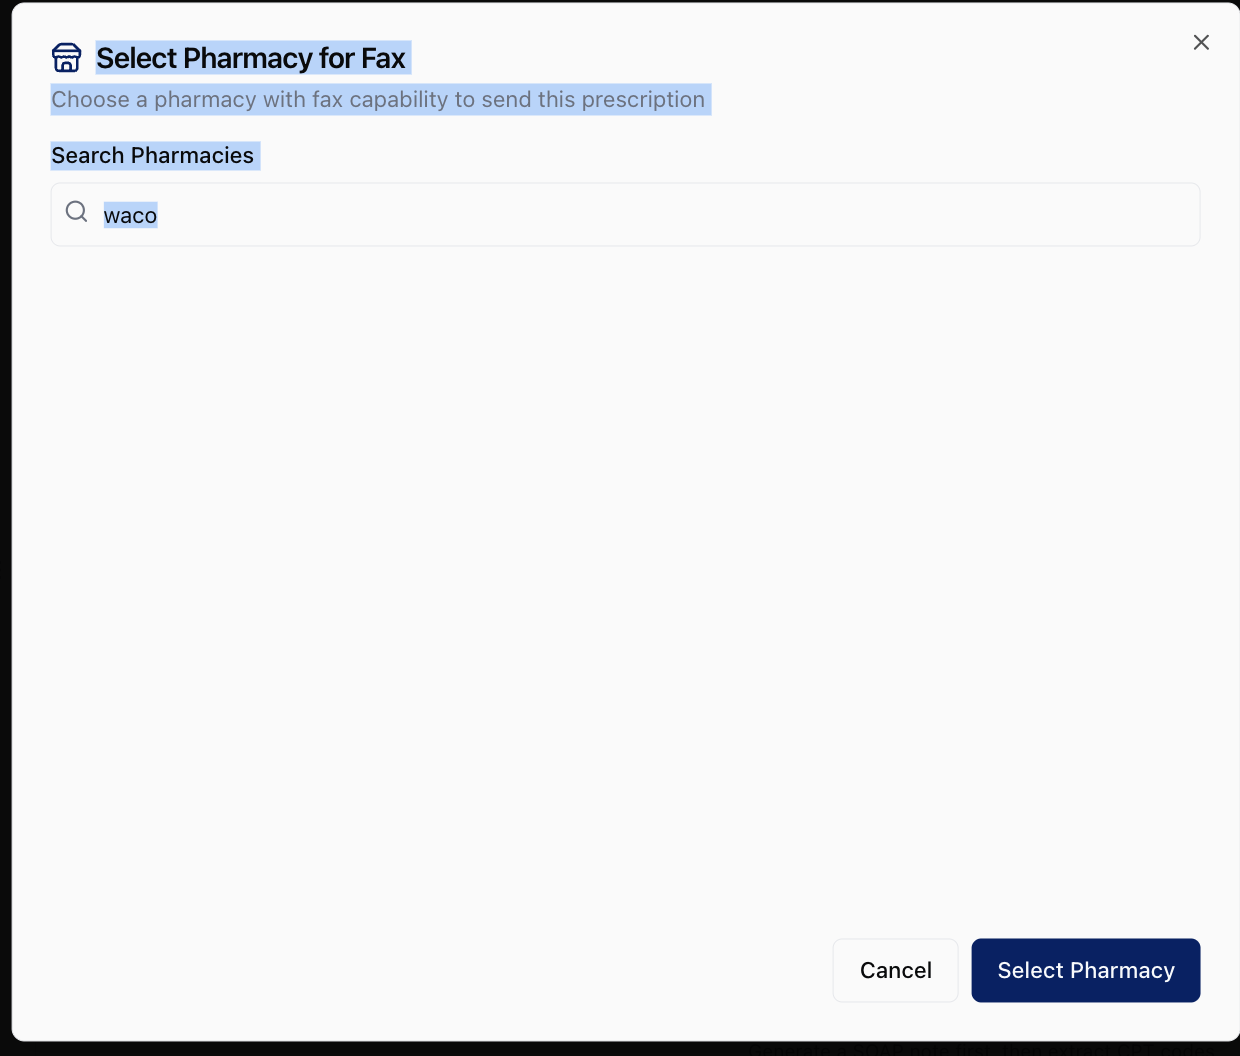 Select Pharmacy for Fax
Choose a pharmacy with fax capability to send this prescription
Search Pharmacies
waco
Cancel
Select Pharmacy